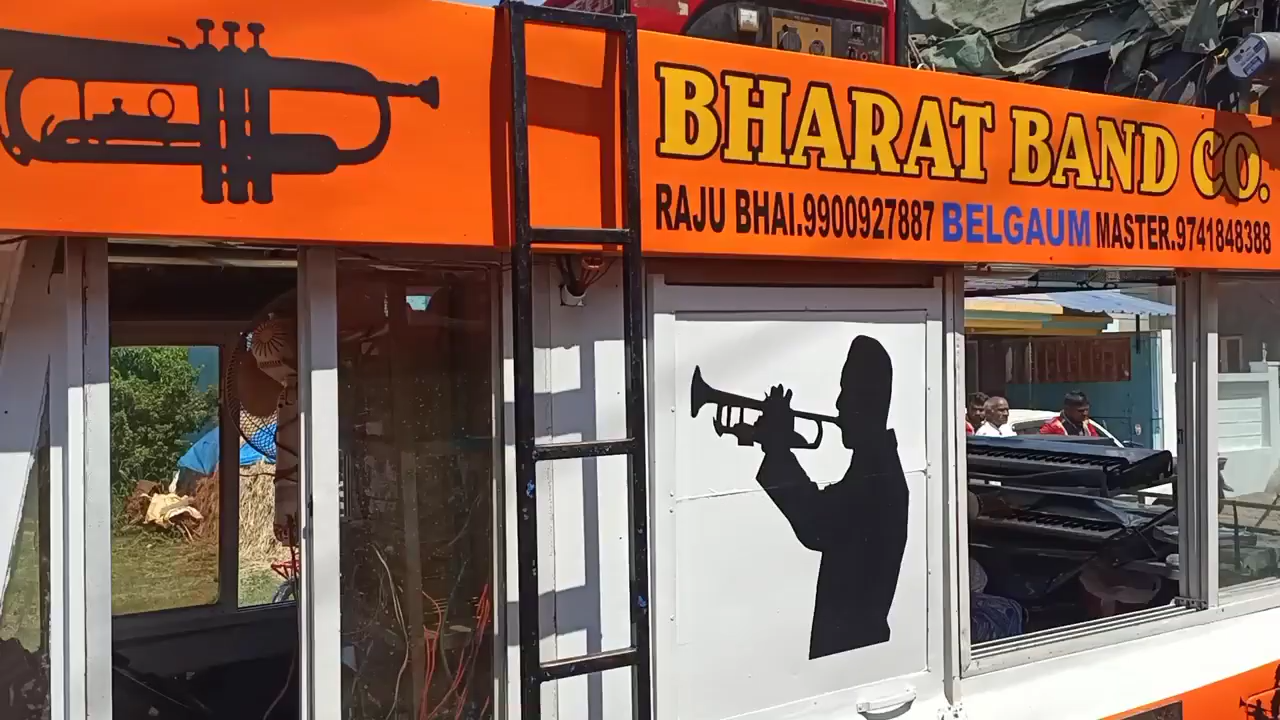 BHARAT BAND CO.
RAJU BHAI.9900927887 BELGAUM MASTER.9741848388